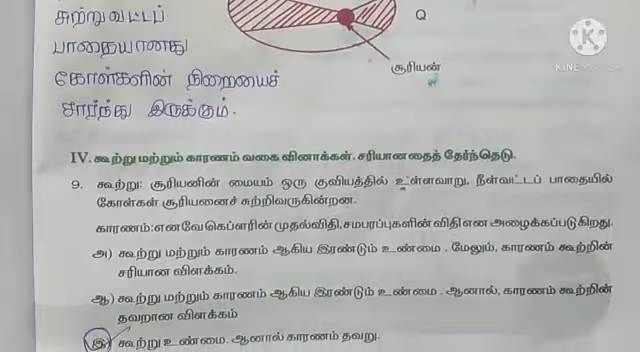 சுற்றுவட்டப்
பாதையானது
கோள்களின் நிறையைச்
சார்ந்து இருக்கும்.
Q
சூரியன்
IV. கூற்று மற்றும் காரணம் வகை வினாக்கள். சரியானதைத் தேர்ந்தெடு.
9. கூற்று: சூரியனின் மையம் ஒரு குவியத்தில் உள்ளவாறு, நீள்வட்டப் பாதையில்
கோள்கள் சூரியனைச் சுற்றிவருகின்றன.
காரணம்: எனவே கெப்ளரின் முதல்விதி, சமபரப்புகளின் விதி என அழைக்கப்படுகிறது.
அ) கூற்று மற்றும் காரணம் ஆகிய இரண்டும் உண்மை. மேலும், காரணம் கூற்றின்
சரியான விளக்கம்.
ஆ) கூற்று மற்றும் காரணம் ஆகிய இரண்டும் உண்மை. ஆனால், காரணம் கூற்றின்
தவறான விளக்கம்
இ) கூற்று உண்மை. ஆனால் காரணம் தவறு.